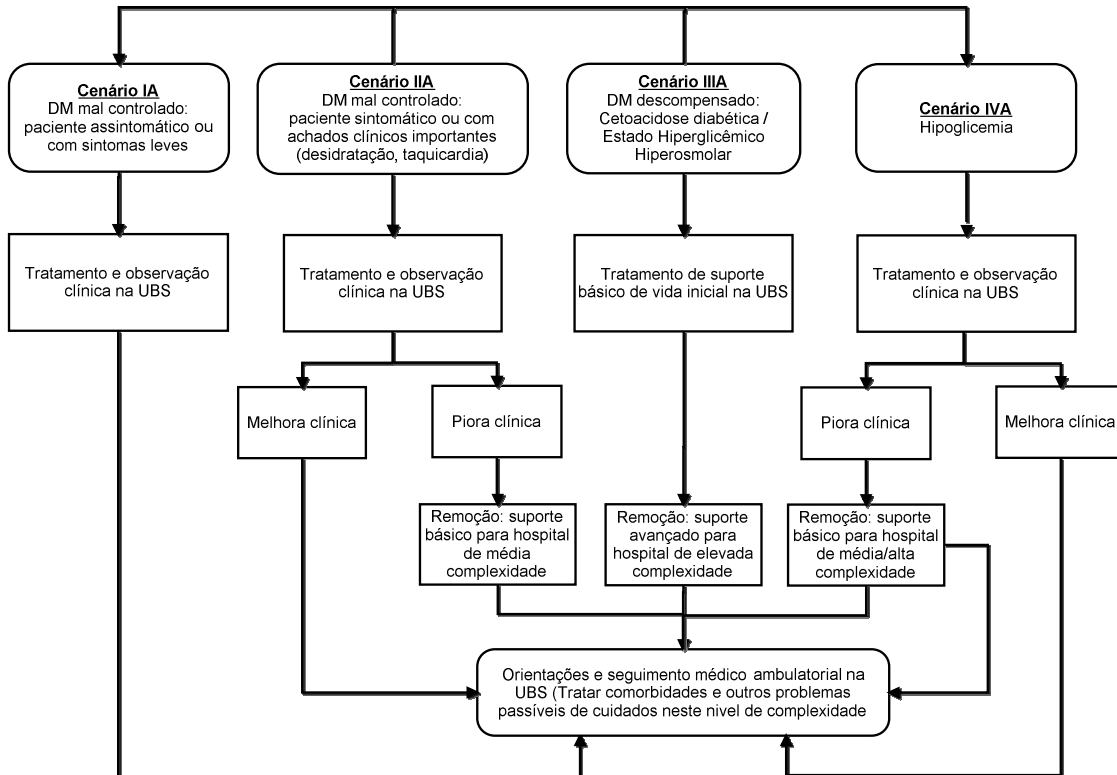 Cenário IA
DM mal controlado:
paciente assintomático ou
com sintomas leves
Cenário IIA
DM mal controlado:
paciente sintomático ou com
achados clínicos importantes
(desidratação, taquicardia)
Cenário IIIA
DM descompensado:
Cetoacidose diabética /
Estado Hiperglicêmico
Hiperosmolar
Cenário IVA
Hipoglicemia
Tratamento e observação
clínica na UBS
Tratamento e observação
clínica na UBS
Tratamento de suporte
básico de vida inicial na UBS
Tratamento e observação
clínica na UBS
Melhora clínica
Piora clínica
Piora clínica
Melhora clínica
Remoção: suporte
básico para hospital
de média
complexidade
Remoção: suporte
avançado para
hospital de elevada
complexidade
Remoção: suporte
básico para hospital
de média/alta
complexidade
Orientações e seguimento médico ambulatorial na
UBS (Tratar comorbidades e outros problemas
passíveis de cuidados neste nivel de complexidade